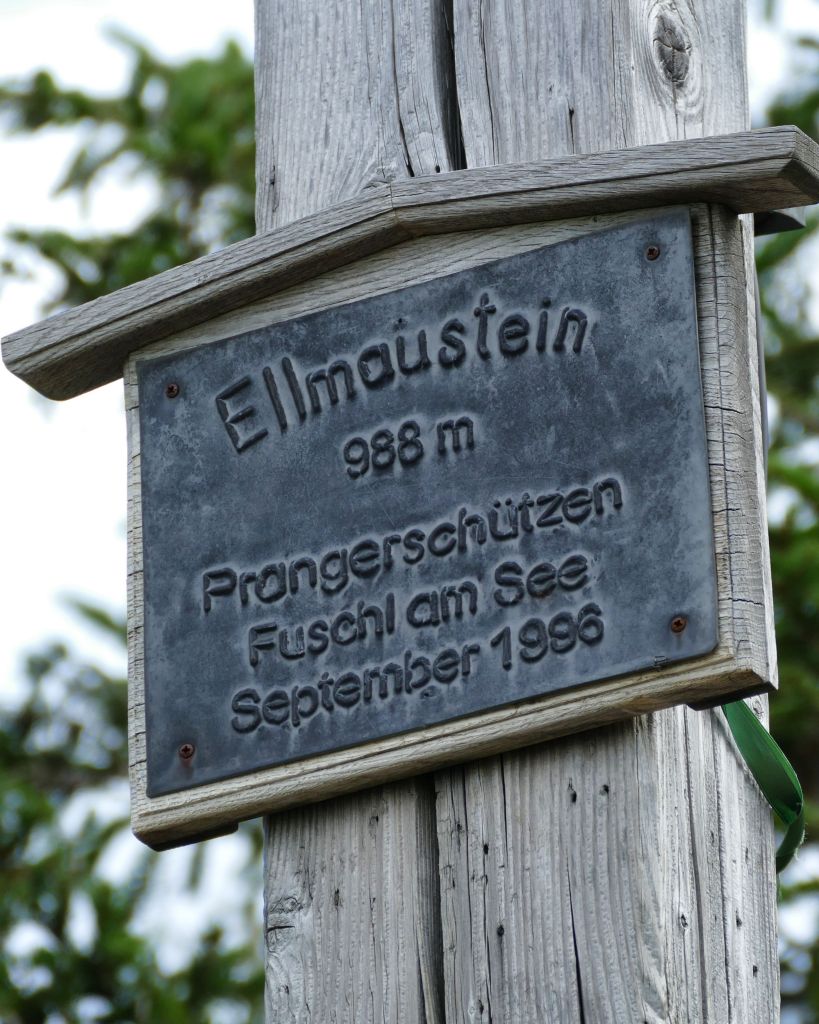 Ellmaustein
988 m
Prangerschützen
Fuschl am See
September 1996